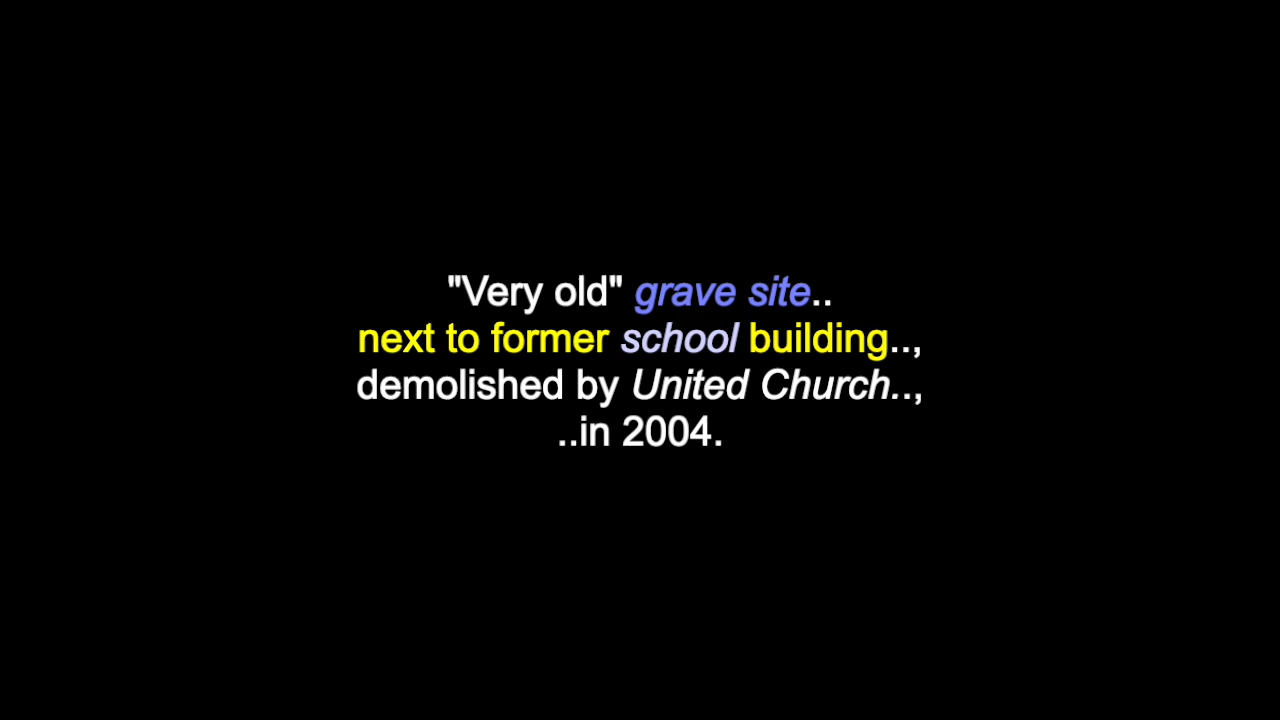 "Very old" grave site..
next to former school building..,
demolished by United Church..,
..in 2004.